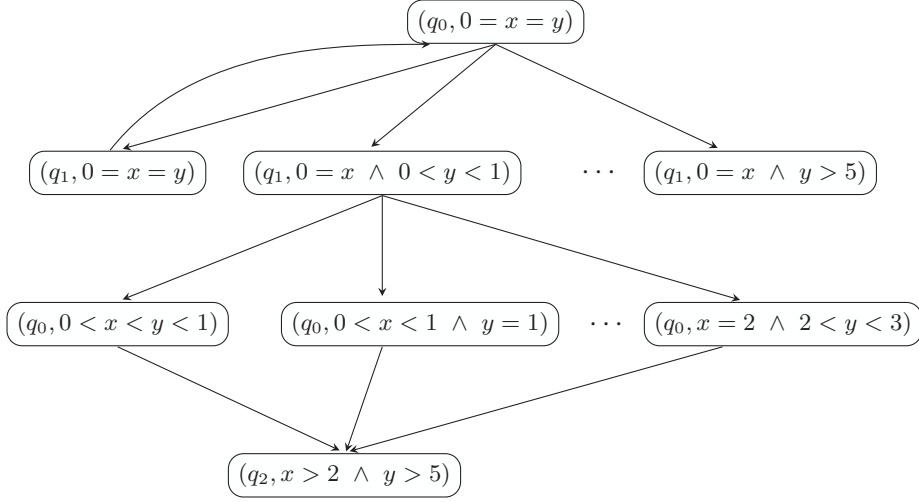 (q₀, 0 = x = y)
(q₁, 0 = x = y) (q₁, 0 = x ∧ 0 < y < 1) ··· (q₁, 0 = x ∧ y > 5)
(q₀, 0 < x < y < 1) (q₀, 0 < x < 1 ∧ y = 1) ··· (q₀, x = 2 ∧ 2 < y < 3)
(q₂, x > 2 ∧ y > 5)